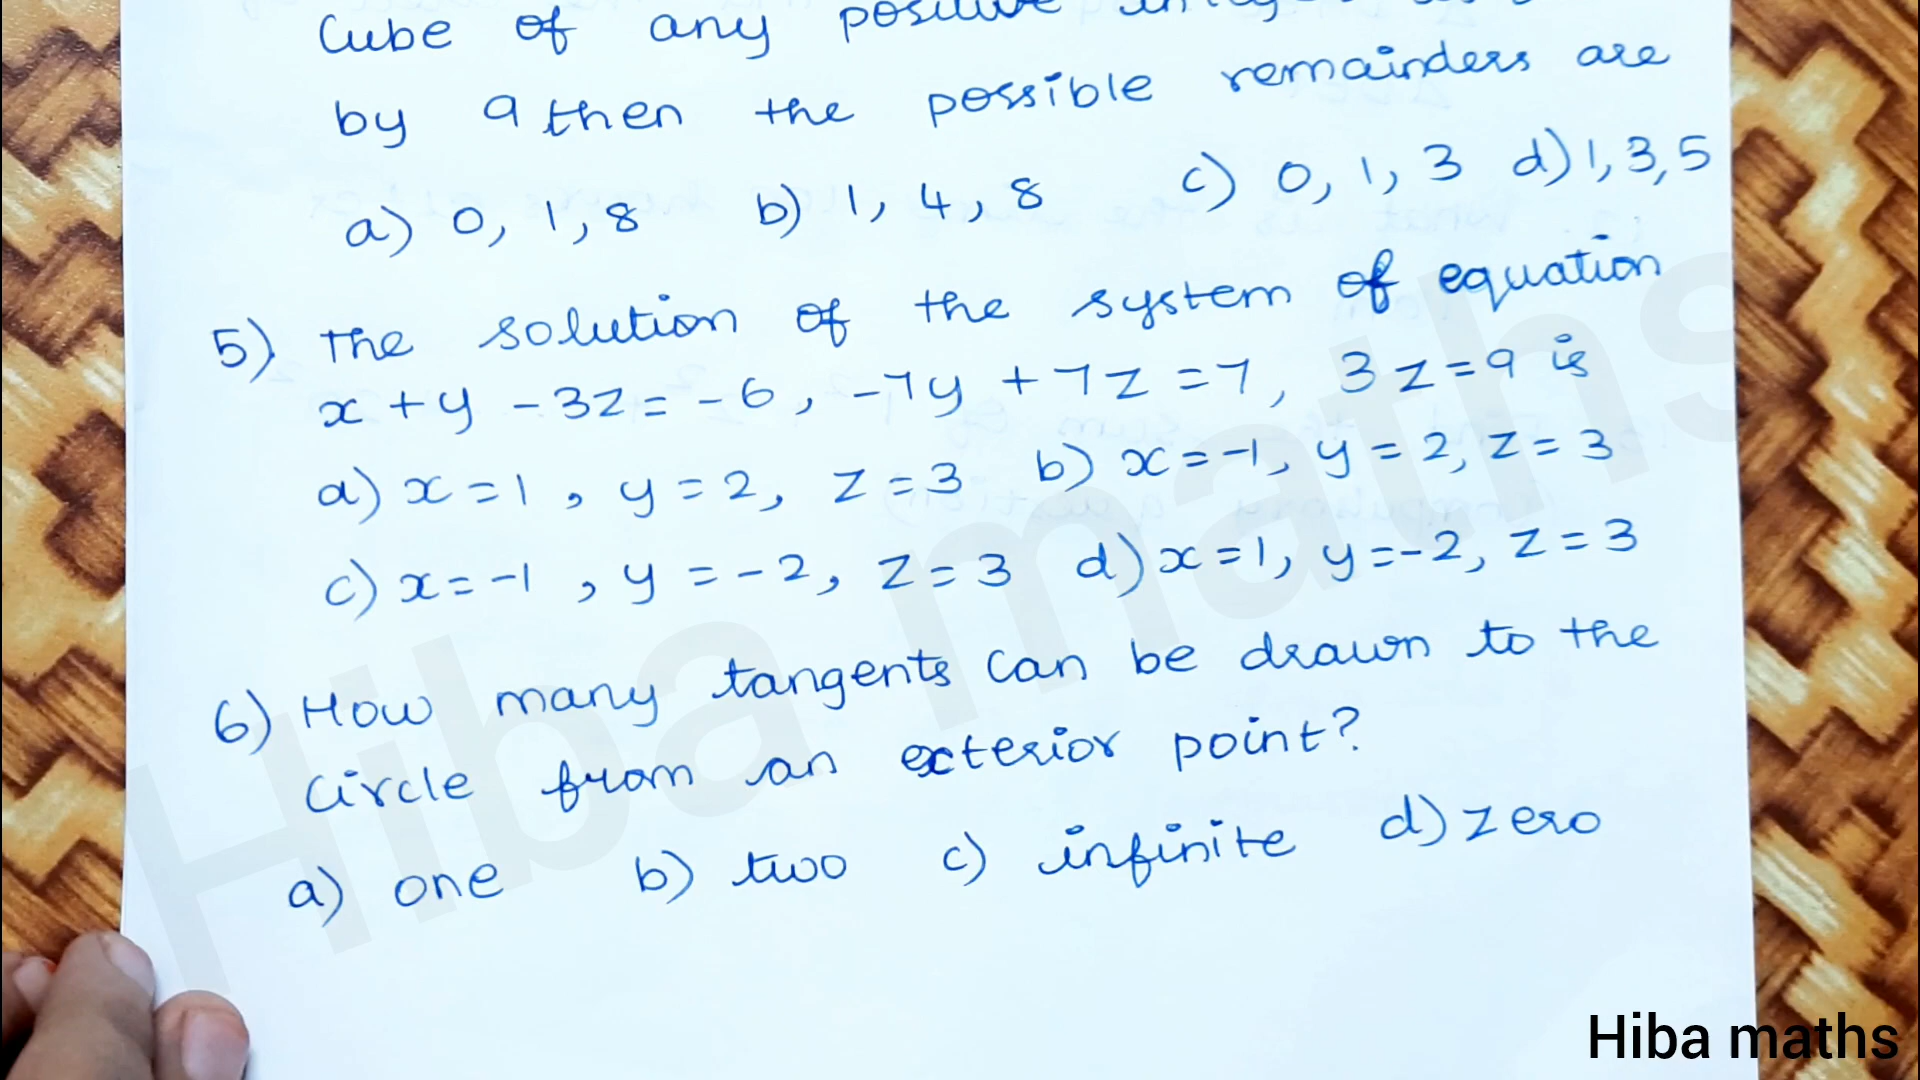 Cube of any positive
by 9 then the possible remainders are
a) 0, 1, 8 b) 1, 4, 8 c) 0, 1, 3 d) 1, 3, 5
5) The solution of the system of equation
x + y - 3z = -6, -7y + 7z = 7, 3z = 9 is
a) x = 1, y = 2, z = 3 b) x = -1, y = 2, z = 3
c) x = -1, y = -2, z = 3 d) x = 1, y = -2, z = 3
6) How many tangents can be drawn to the
circle from an exterior point?
a) one b) two c) infinite d) zero
Hiba maths
Hiba maths